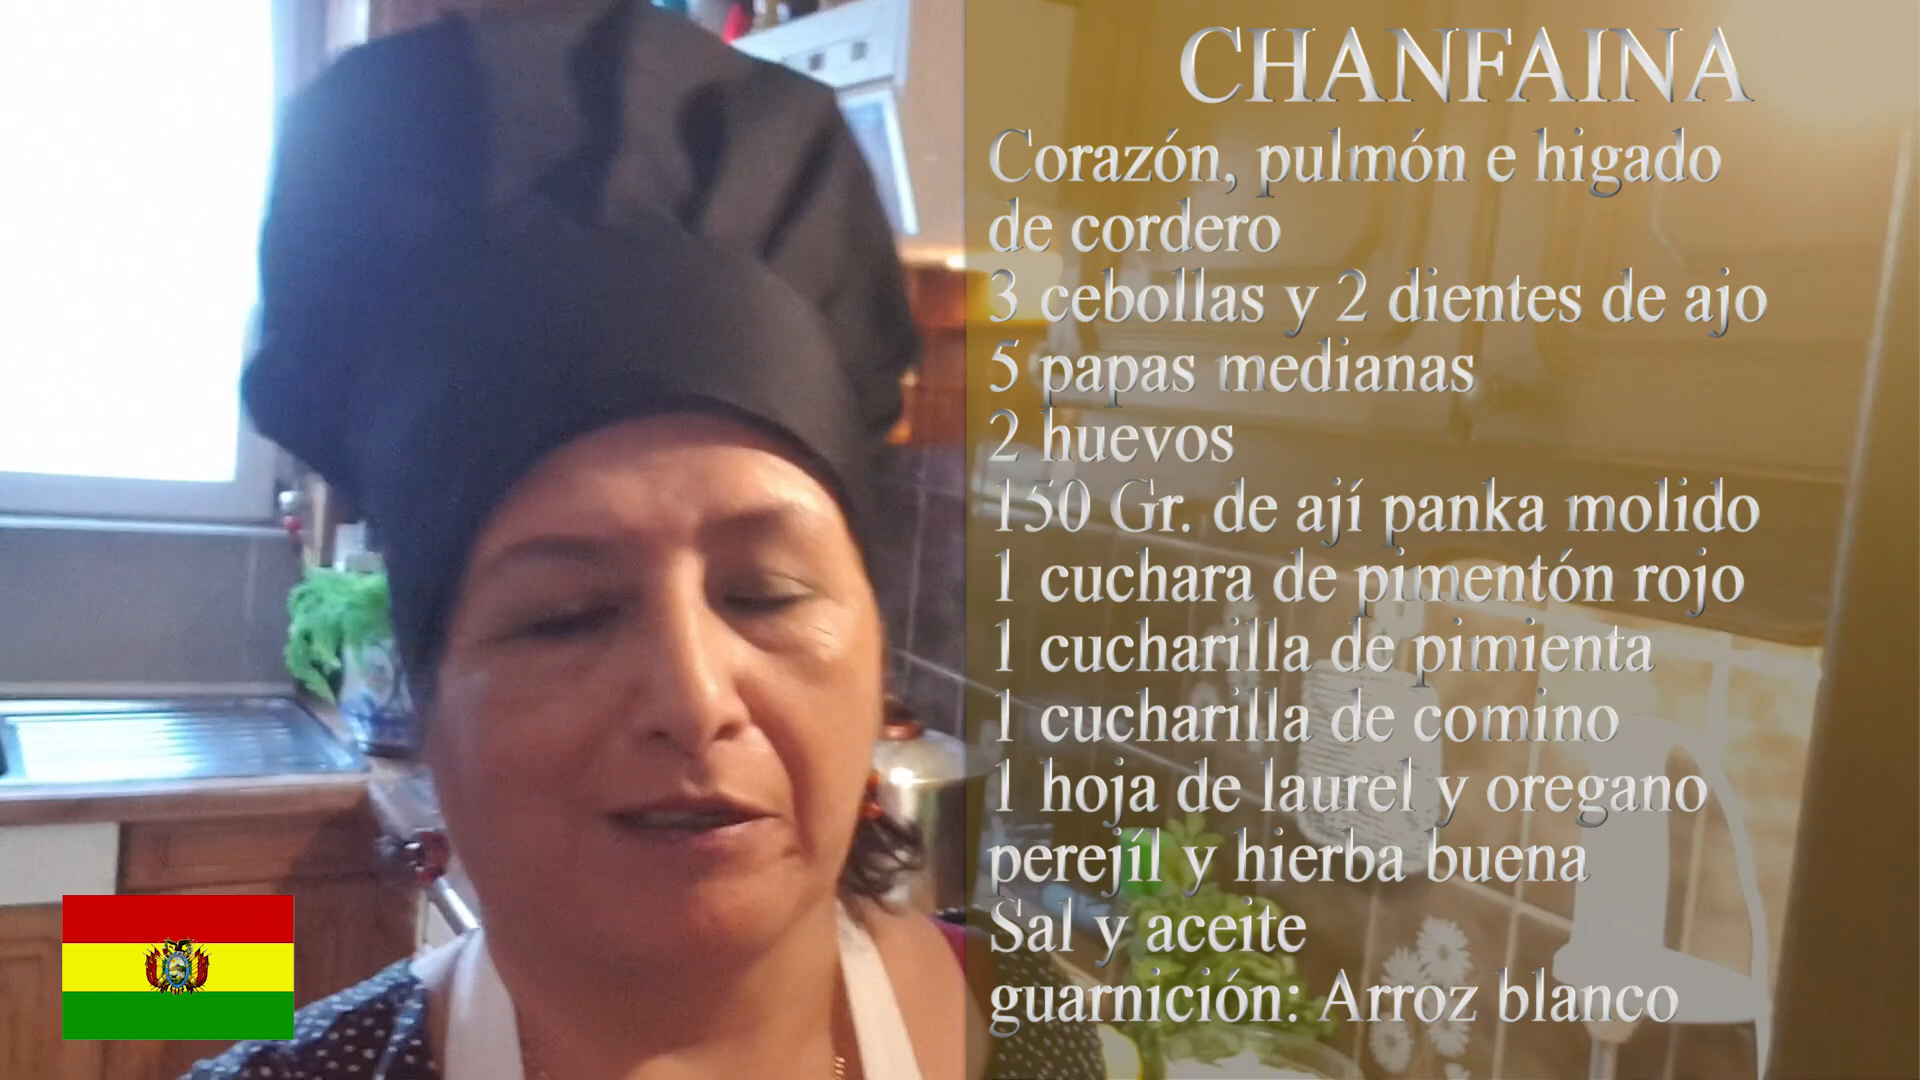 CHANFAINA
Corazón, pulmón e higado
de cordero
3 cebollas y 2 dientes de ajo
5 papas medianas
2 huevos
150 Gr. de ají panka molido
1 cuchara de pimentón rojo
1 cucharilla de pimienta
1 cucharilla de comino
1 hoja de laurel y oregano
perejíl y hierba buena
Sal y aceite
guarnición: Arroz blanco